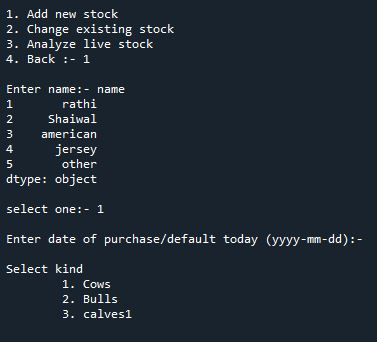 1. Add new stock
2. Change existing stock
3. Analyze live stock
4. Back :- 1
Enter name:- name
1 rathi
2 Shaiwal
3 american
4 jersey
5 other
dtype: object
select one:- 1
Enter date of purchase/default today (yyyy-mm-dd):-
Select kind
1. Cows
2. Bulls
3. calves1